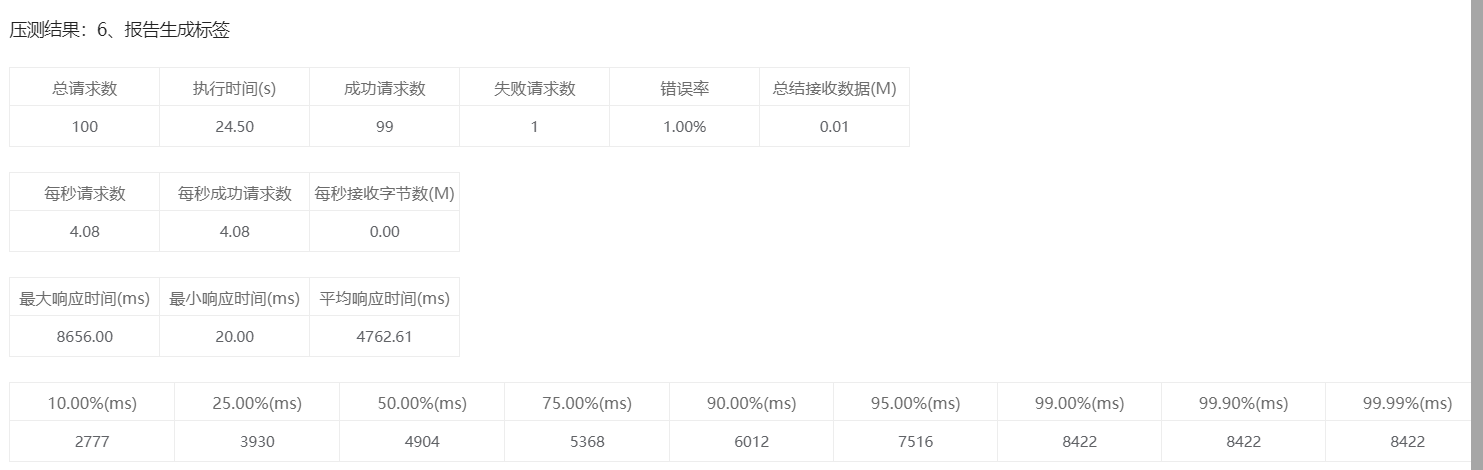 压测结果：6、报告生成标签
总请求数 执行时间(s) 成功请求数 失败请求数 错误率 总结接收数据(M)
100 24.50 99 1 1.00% 0.01
每秒请求数 每秒成功请求数 每秒接收字节数(M)
4.08 4.08 0.00
最大响应时间(ms) 最小响应时间(ms) 平均响应时间(ms)
8656.00 20.00 4762.61
10.00%(ms) 25.00%(ms) 50.00%(ms) 75.00%(ms) 90.00%(ms) 95.00%(ms) 99.00%(ms) 99.90%(ms) 99.99%(ms)
2777 3930 4904 5368 6012 7516 8422 8422 8422